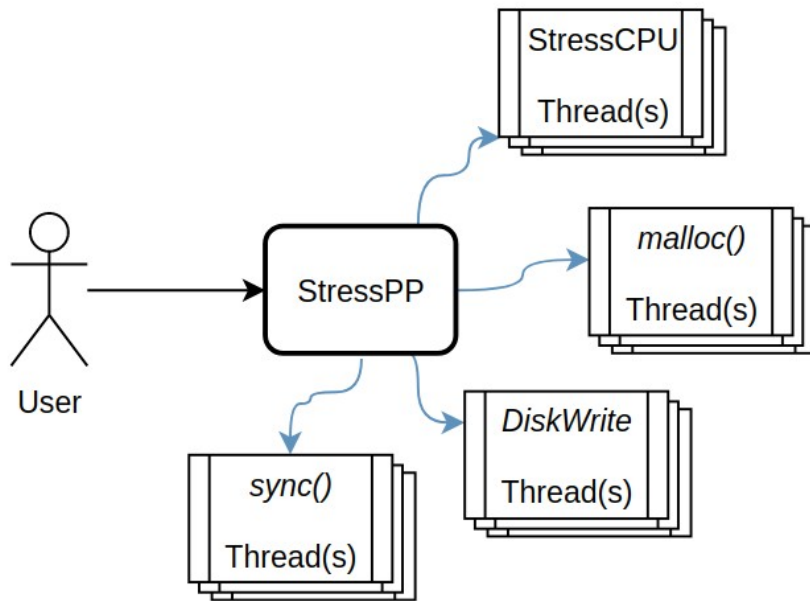 StressCPU
Thread(s)
malloc()
Thread(s)
StressPP
User
DiskWrite
Thread(s)
sync()
Thread(s)